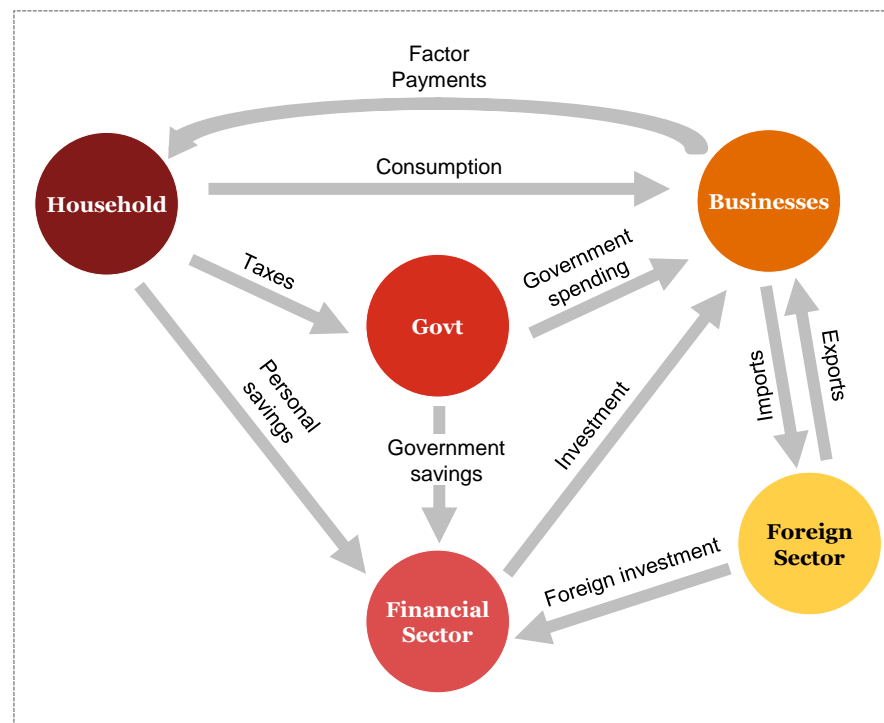 Factor
Payments
Consumption
Household
Businesses
Taxes
Government
spending
Govt
Personal
savings
Government
savings
Investment
Imports
Exports
Foreign
Sector
Foreign investment
Financial
Sector